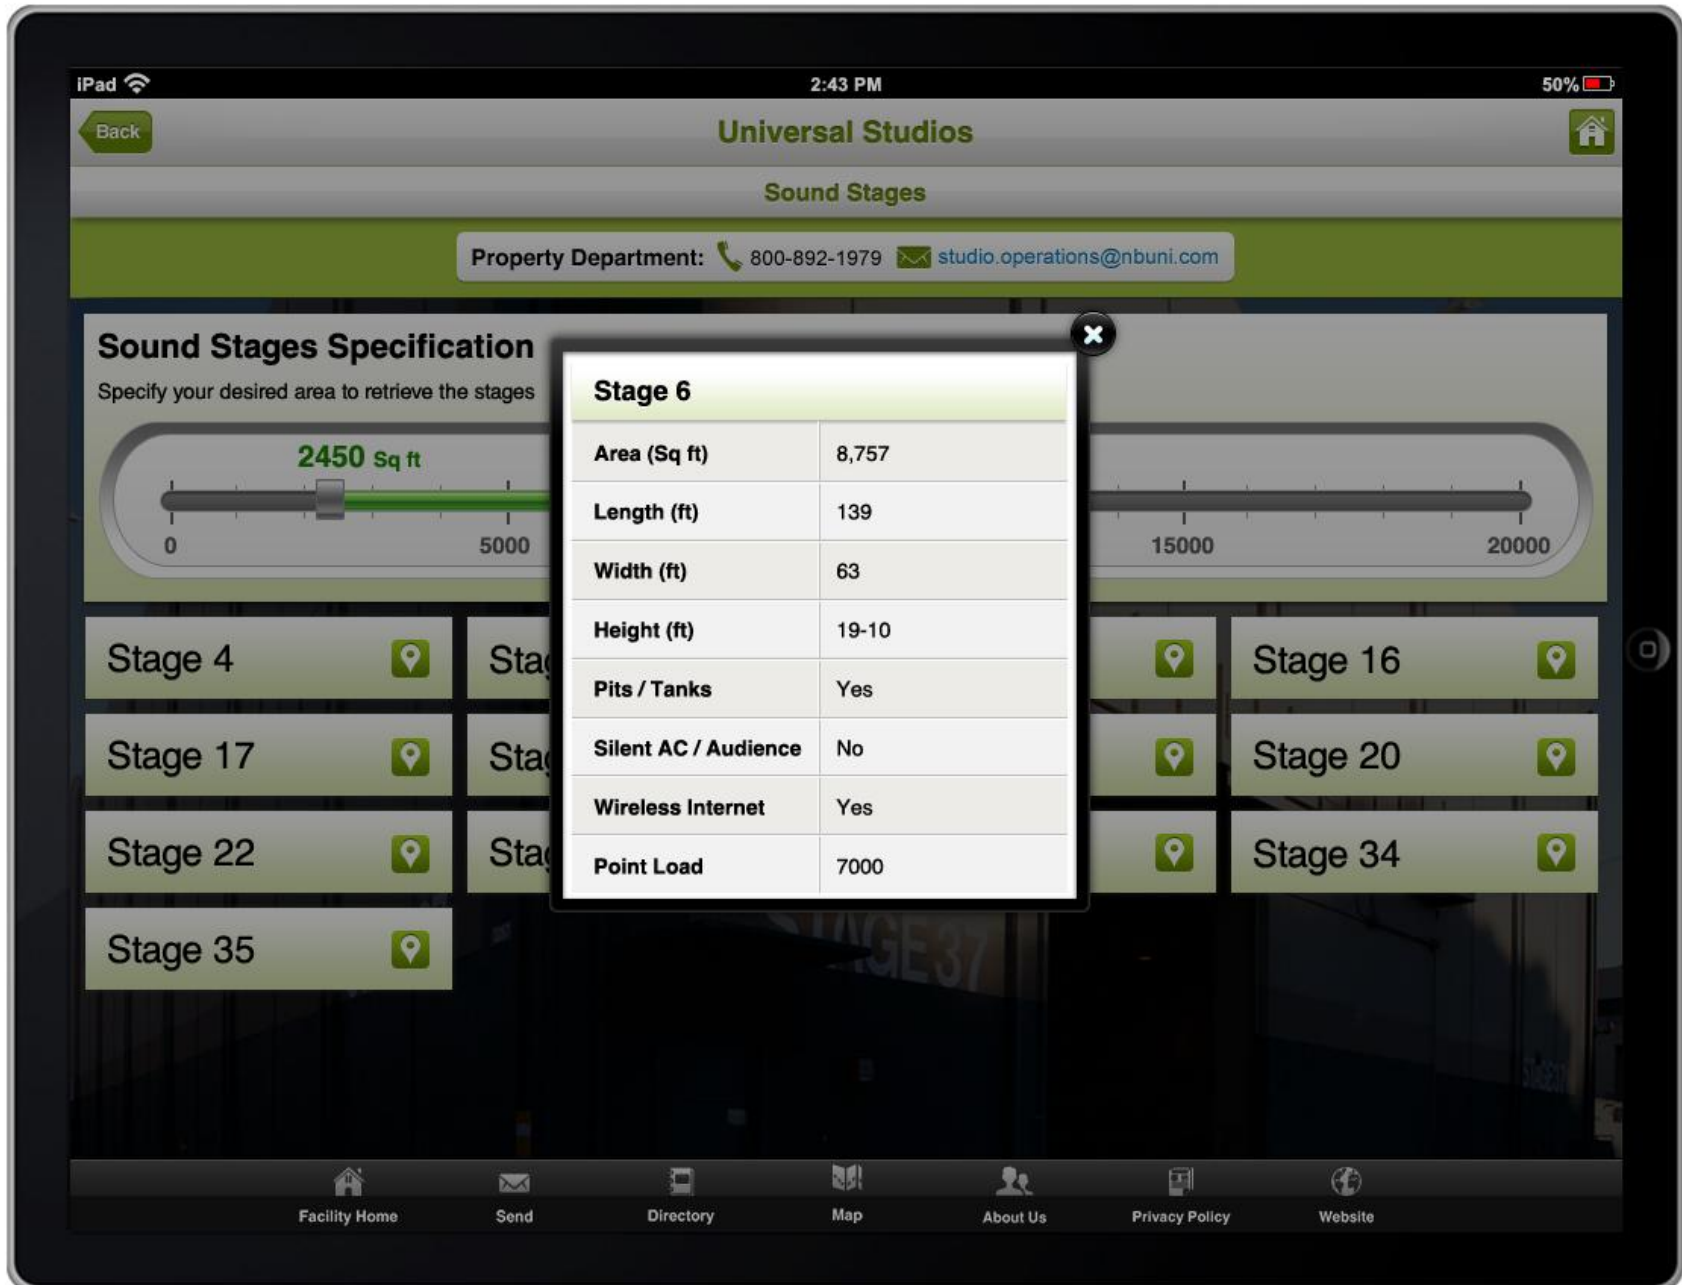 iPad 2:43 PM 50%
Back Universal Studios
Sound Stages
Property Department: 800-892-1979 studio.operations@nbuni.com
Sound Stages Specification
Specify your desired area to retrieve the stages
2450 Sq ft
0 5000 15000 20000
Stage 6
Area (Sq ft) 8,757
Length (ft) 139
Width (ft) 63
Height (ft) 19-10
Pits / Tanks Yes
Silent AC / Audience No
Wireless Internet Yes
Point Load 7000
Stage 4 Stage 16
Stage 17 Stage 20
Stage 22 Stage 34
Stage 35
STAGE 37
STAGE37
Facility Home Send Directory Map About Us Privacy Policy Website